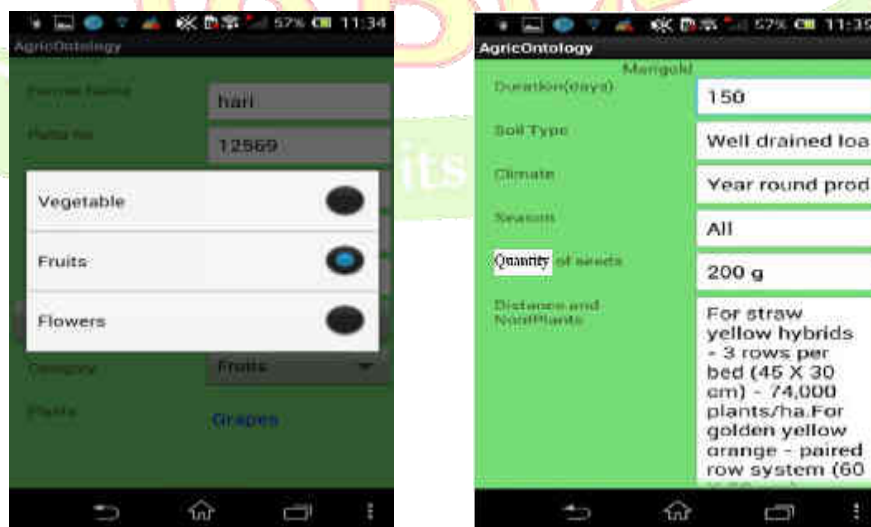 57% 11:34
AgricOntology
Farmer Name
hari
Patta no
12569
Vegetable
Fruits
Flowers
Category
Fruits
Plants
Grapes
57% 11:39
AgricOntology
Marigold
Duration(days)
150
Soil Type
Well drained loa
Climate
Year round prod
Season
All
Quantity of seeds
200 g
Distance and
NoofPlants
For straw
yellow hybrids
- 3 rows per
bed (45 X 30
cm) - 74,000
plants/ha.For
golden yellow
orange - paired
row system (60
its